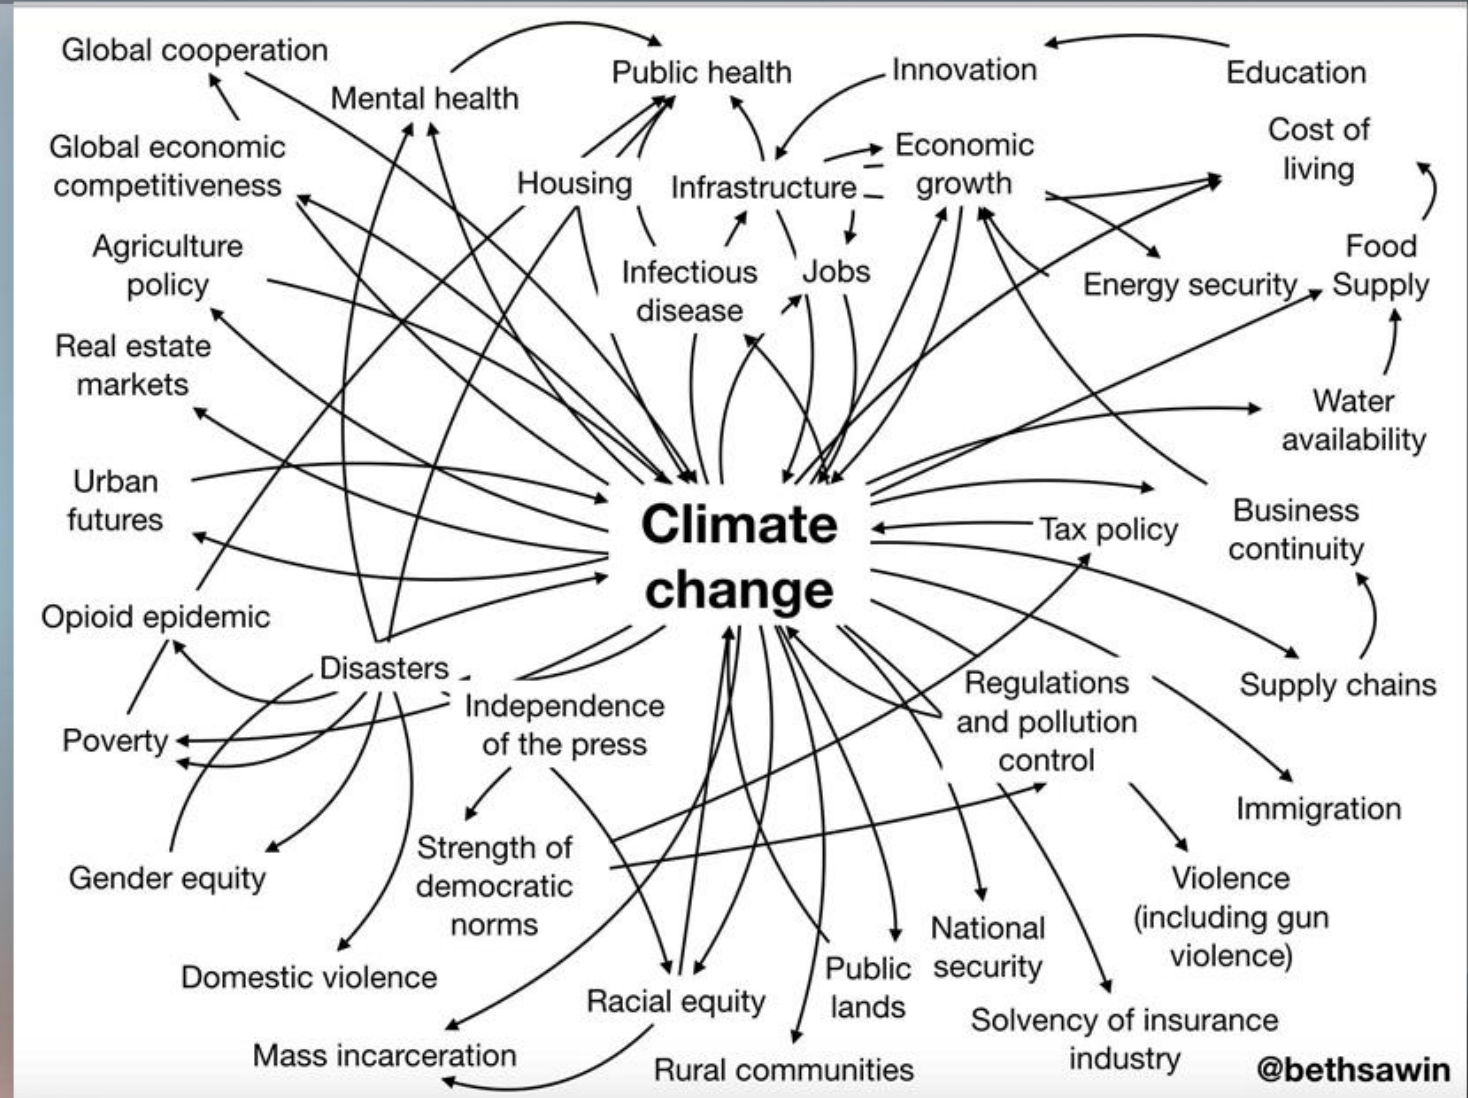 Global cooperation
Mental health
Public health
Innovation
Education
Global economic
competitiveness
Housing
Infrastructure
Economic
growth
Cost of
living
Agriculture
policy
Infectious
disease
Jobs
Energy security
Food
Supply
Real estate
markets
Water
availability
Urban
futures
Climate
change
Tax policy
Business
continuity
Opioid epidemic
Disasters
Independence
of the press
Regulations
and pollution
control
Supply chains
Poverty
Immigration
Gender equity
Strength of
democratic
norms
Violence
(including gun
violence)
National
security
Domestic violence
Racial equity
Public
lands
Solvency of insurance
industry
Mass incarceration
Rural communities
@bethsawin